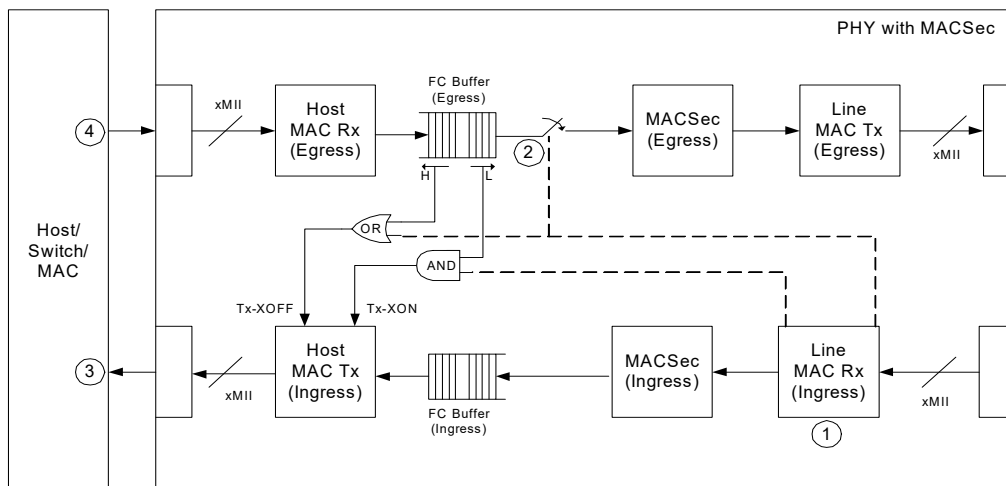 PHY with MACSec
FC Buffer
(Egress)
xMII
Host
MAC Rx
(Egress)
MACSec
(Egress)
Line
MAC Tx
(Egress)
4
2
xMII
H
L
OR
Host/
Switch/
MAC
AND
Tx-XOFF
Tx-XON
Host
MAC Tx
(Ingress)
MACSec
(Ingress)
Line
MAC Rx
(Ingress)
3
xMII
FC Buffer
(Ingress)
xMII
1